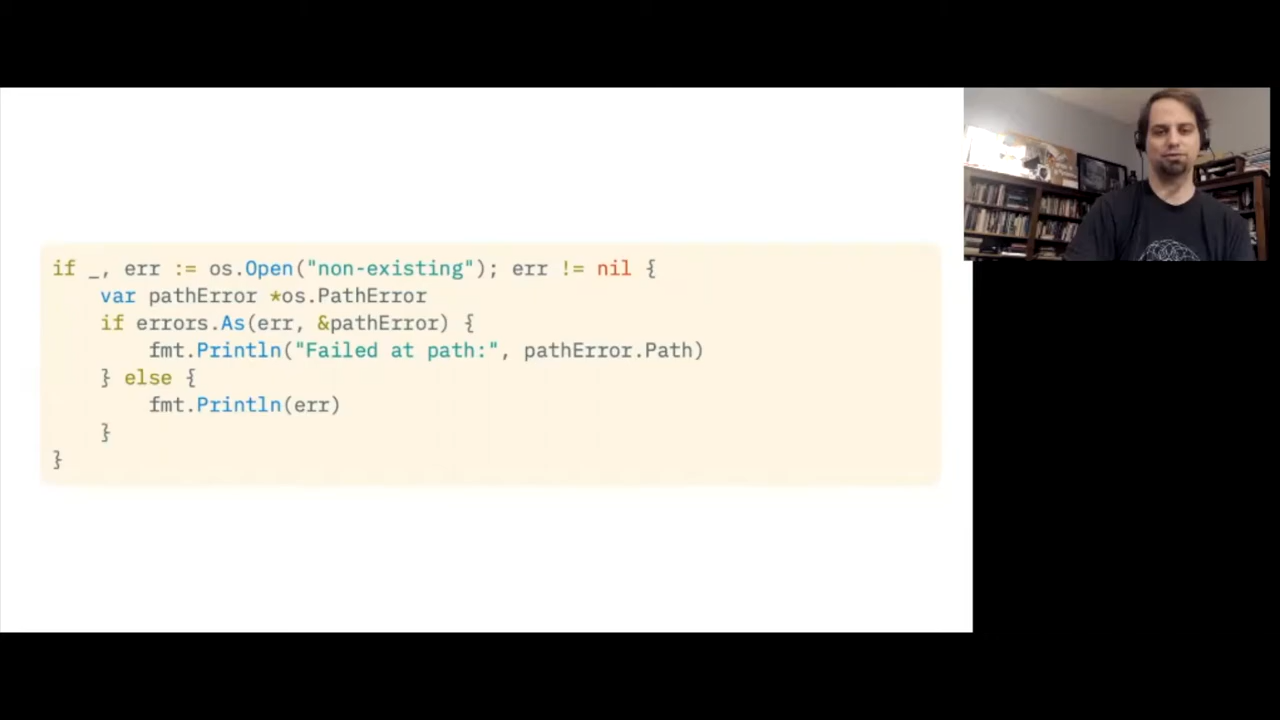 if _, err := os.Open("non-existing"); err != nil {
    var pathError *os.PathError
    if errors.As(err, &pathError) {
        fmt.Println("Failed at path:", pathError.Path)
    } else {
        fmt.Println(err)
    }
}